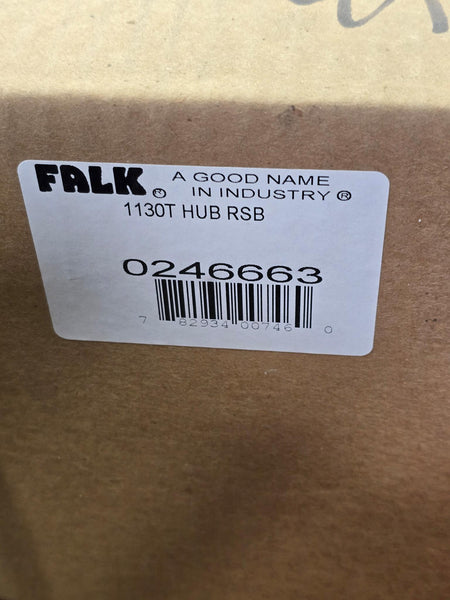 FALK® A GOOD NAME
IN INDUSTRY®
1130T HUB RSB
0246663
7 82934 00746 0